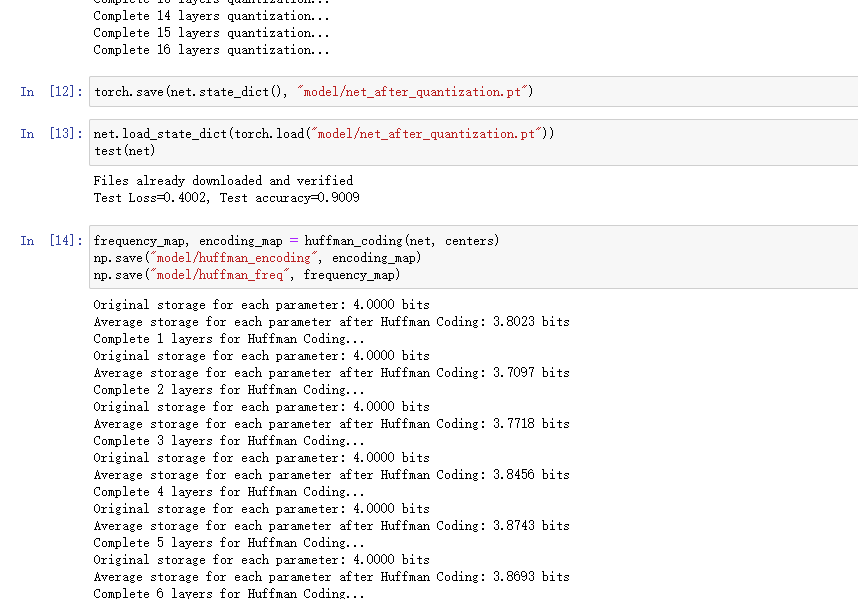 Complete 13 layers quantization...
Complete 14 layers quantization...
Complete 15 layers quantization...
Complete 16 layers quantization...
In [12]: torch.save(net.state_dict(), "model/net_after_quantization.pt")
In [13]: net.load_state_dict(torch.load("model/net_after_quantization.pt"))
test(net)
Files already downloaded and verified
Test Loss=0.4002, Test accuracy=0.9009
In [14]: frequency_map, encoding_map = huffman_coding(net, centers)
np.save("model/huffman_encoding", encoding_map)
np.save("model/huffman_freq", frequency_map)
Original storage for each parameter: 4.0000 bits
Average storage for each parameter after Huffman Coding: 3.8023 bits
Complete 1 layers for Huffman Coding...
Original storage for each parameter: 4.0000 bits
Average storage for each parameter after Huffman Coding: 3.7097 bits
Complete 2 layers for Huffman Coding...
Original storage for each parameter: 4.0000 bits
Average storage for each parameter after Huffman Coding: 3.7718 bits
Complete 3 layers for Huffman Coding...
Original storage for each parameter: 4.0000 bits
Average storage for each parameter after Huffman Coding: 3.8456 bits
Complete 4 layers for Huffman Coding...
Original storage for each parameter: 4.0000 bits
Average storage for each parameter after Huffman Coding: 3.8743 bits
Complete 5 layers for Huffman Coding...
Original storage for each parameter: 4.0000 bits
Average storage for each parameter after Huffman Coding: 3.8693 bits
Complete 6 layers for Huffman Coding...